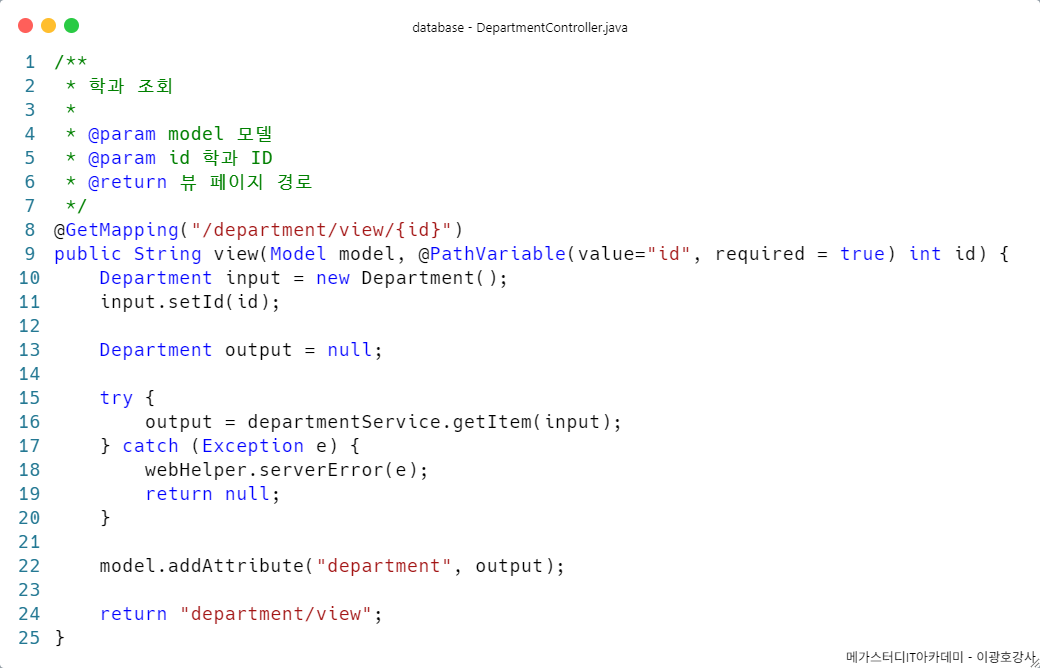 database - DepartmentController.java
1 /**
2  * 학과 조회
3  *
4  * @param model 모델
5  * @param id 학과 ID
6  * @return 뷰 페이지 경로
7  */
8 @GetMapping("/department/view/{id}")
9 public String view(Model model, @PathVariable(value="id", required = true) int id) {
10     Department input = new Department();
11     input.setId(id);
12
13     Department output = null;
14
15     try {
16         output = departmentService.getItem(input);
17     } catch (Exception e) {
18         webHelper.serverError(e);
19         return null;
20     }
21
22     model.addAttribute("department", output);
23
24     return "department/view";
25 }
메가스터디IT아카데미 - 이광호강사